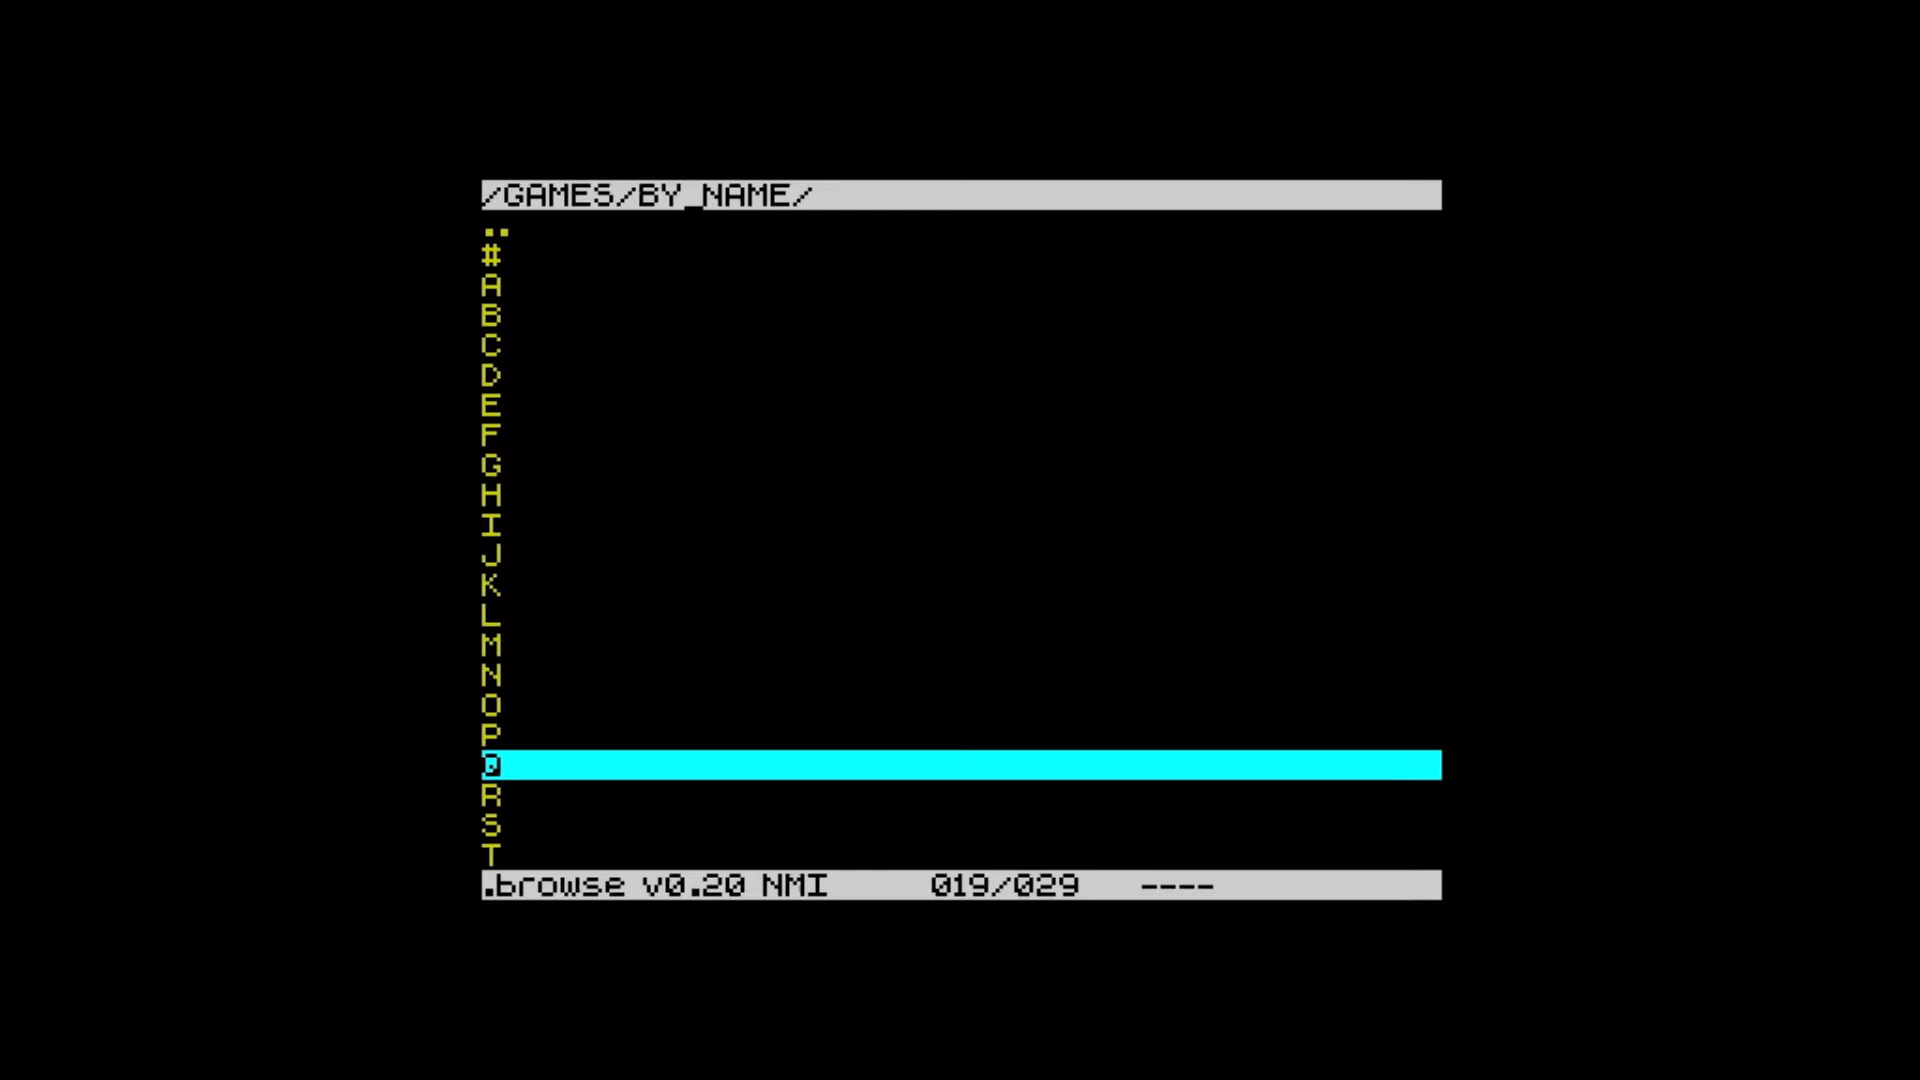 /GAMES/BY_NAME/
..
#
A
B
C
D
E
F
G
H
I
J
K
L
M
N
O
P
Q
R
S
T
.browse v0.20 NMI 019/029 ----